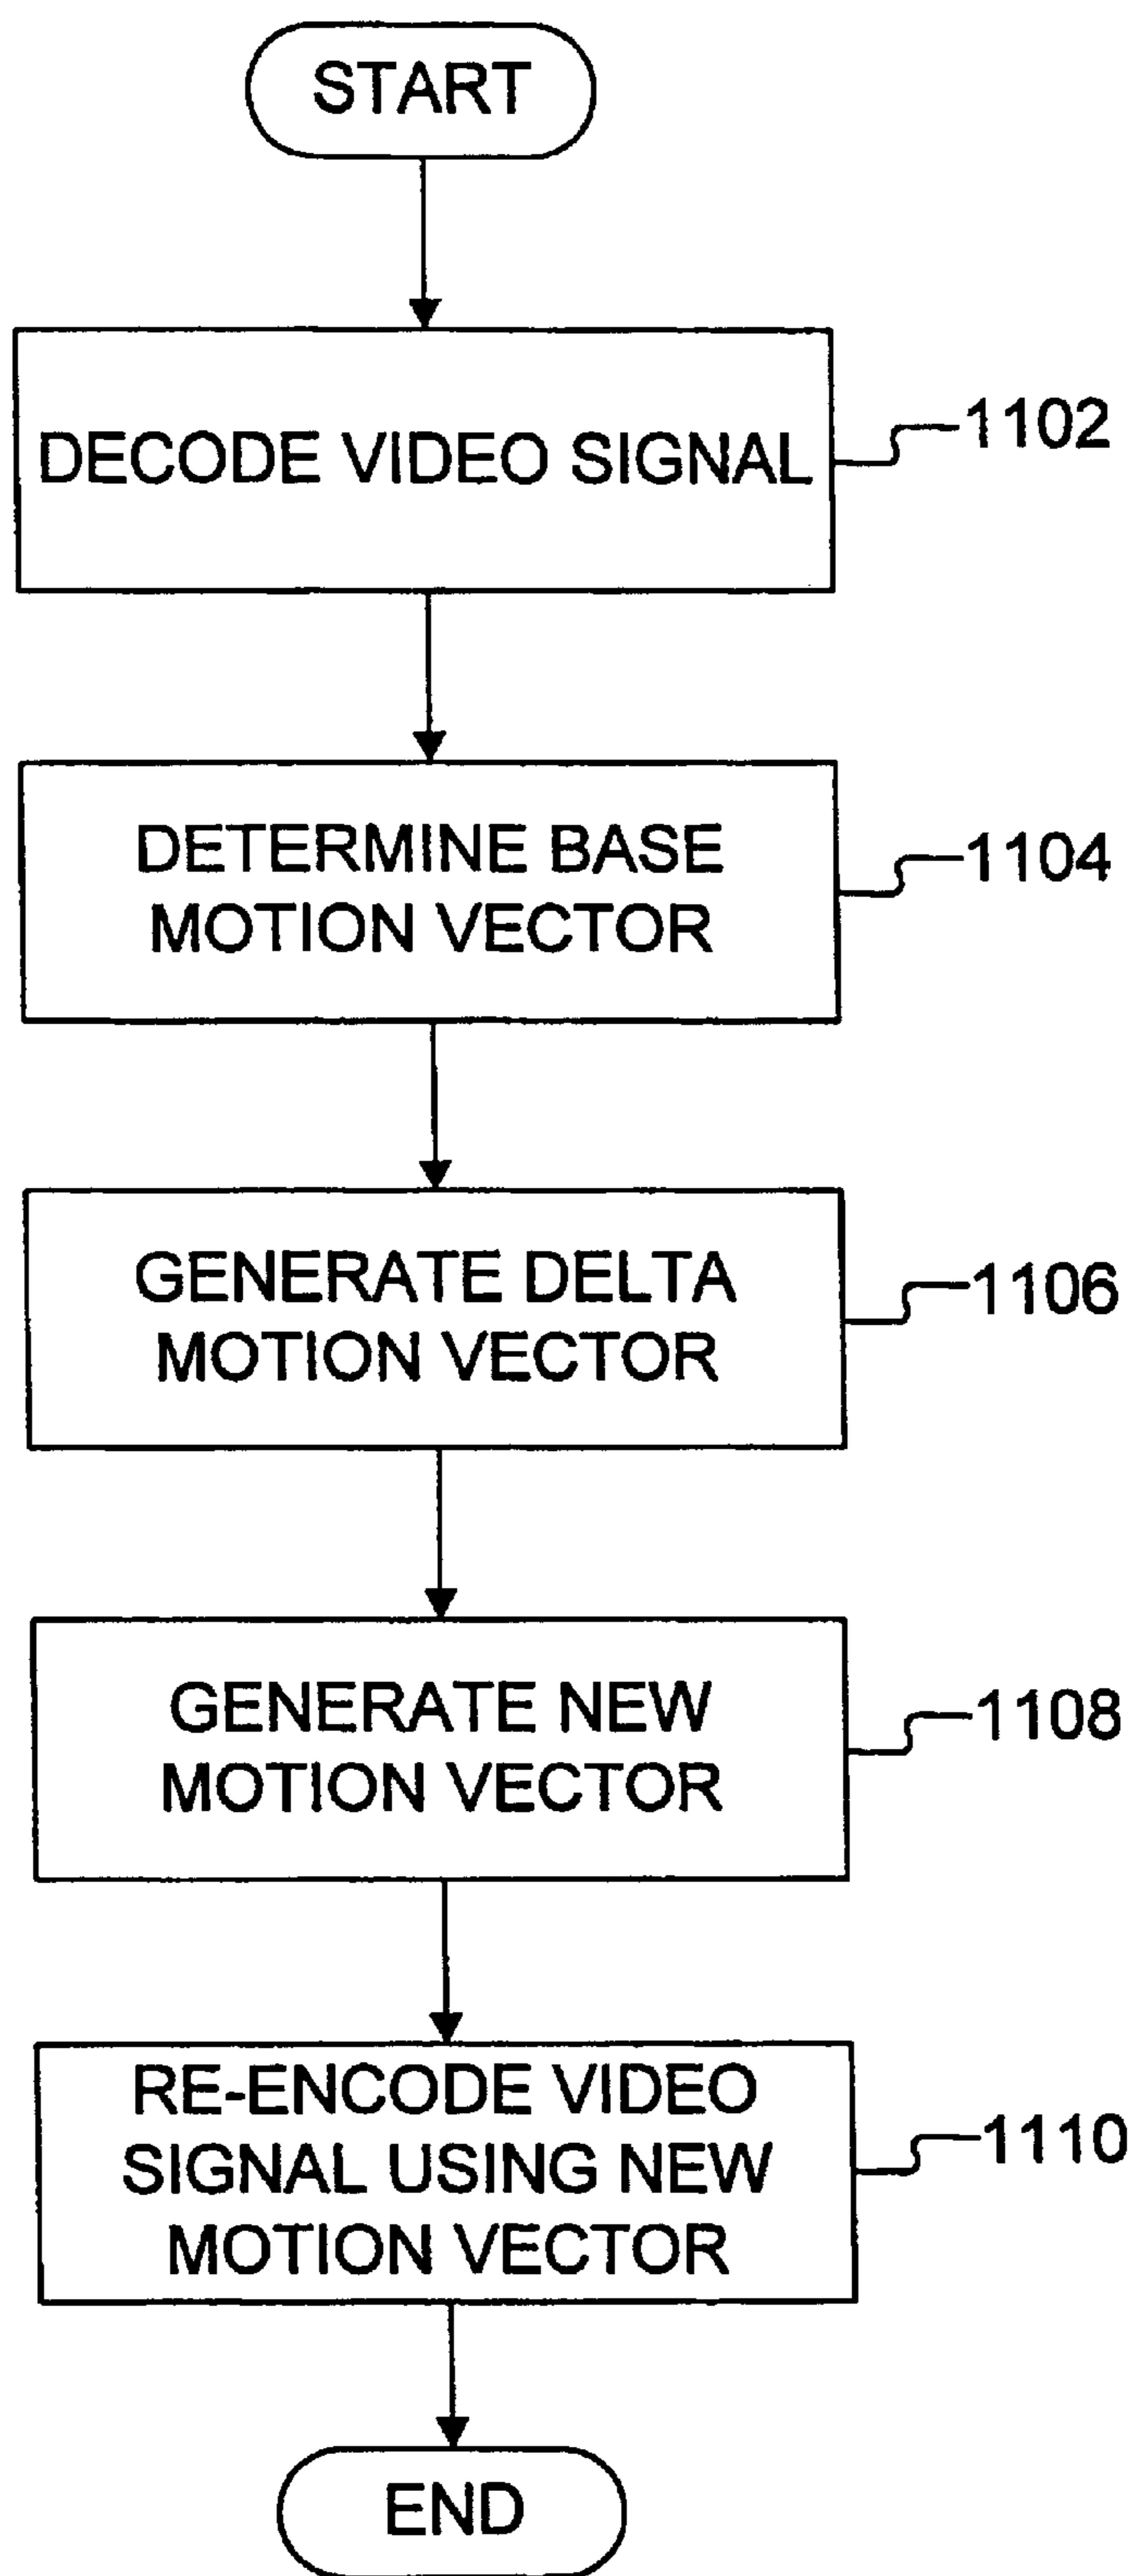 START
DECODE VIDEO SIGNAL
1102
DETERMINE BASE
MOTION VECTOR
1104
GENERATE DELTA
MOTION VECTOR
1106
GENERATE NEW
MOTION VECTOR
1108
RE-ENCODE VIDEO
SIGNAL USING NEW
MOTION VECTOR
1110
END